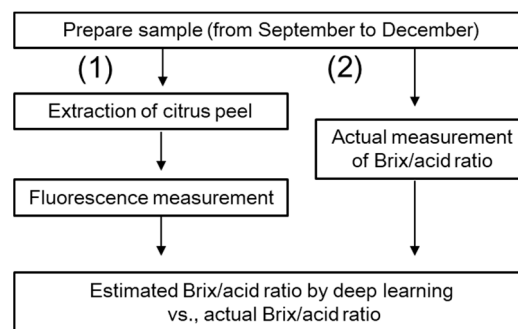 Prepare sample (from September to December)
(1)
(2)
Extraction of citrus peel
Actual measurement
of Brix/acid ratio
Fluorescence measurement
Estimated Brix/acid ratio by deep learning
vs., actual Brix/acid ratio